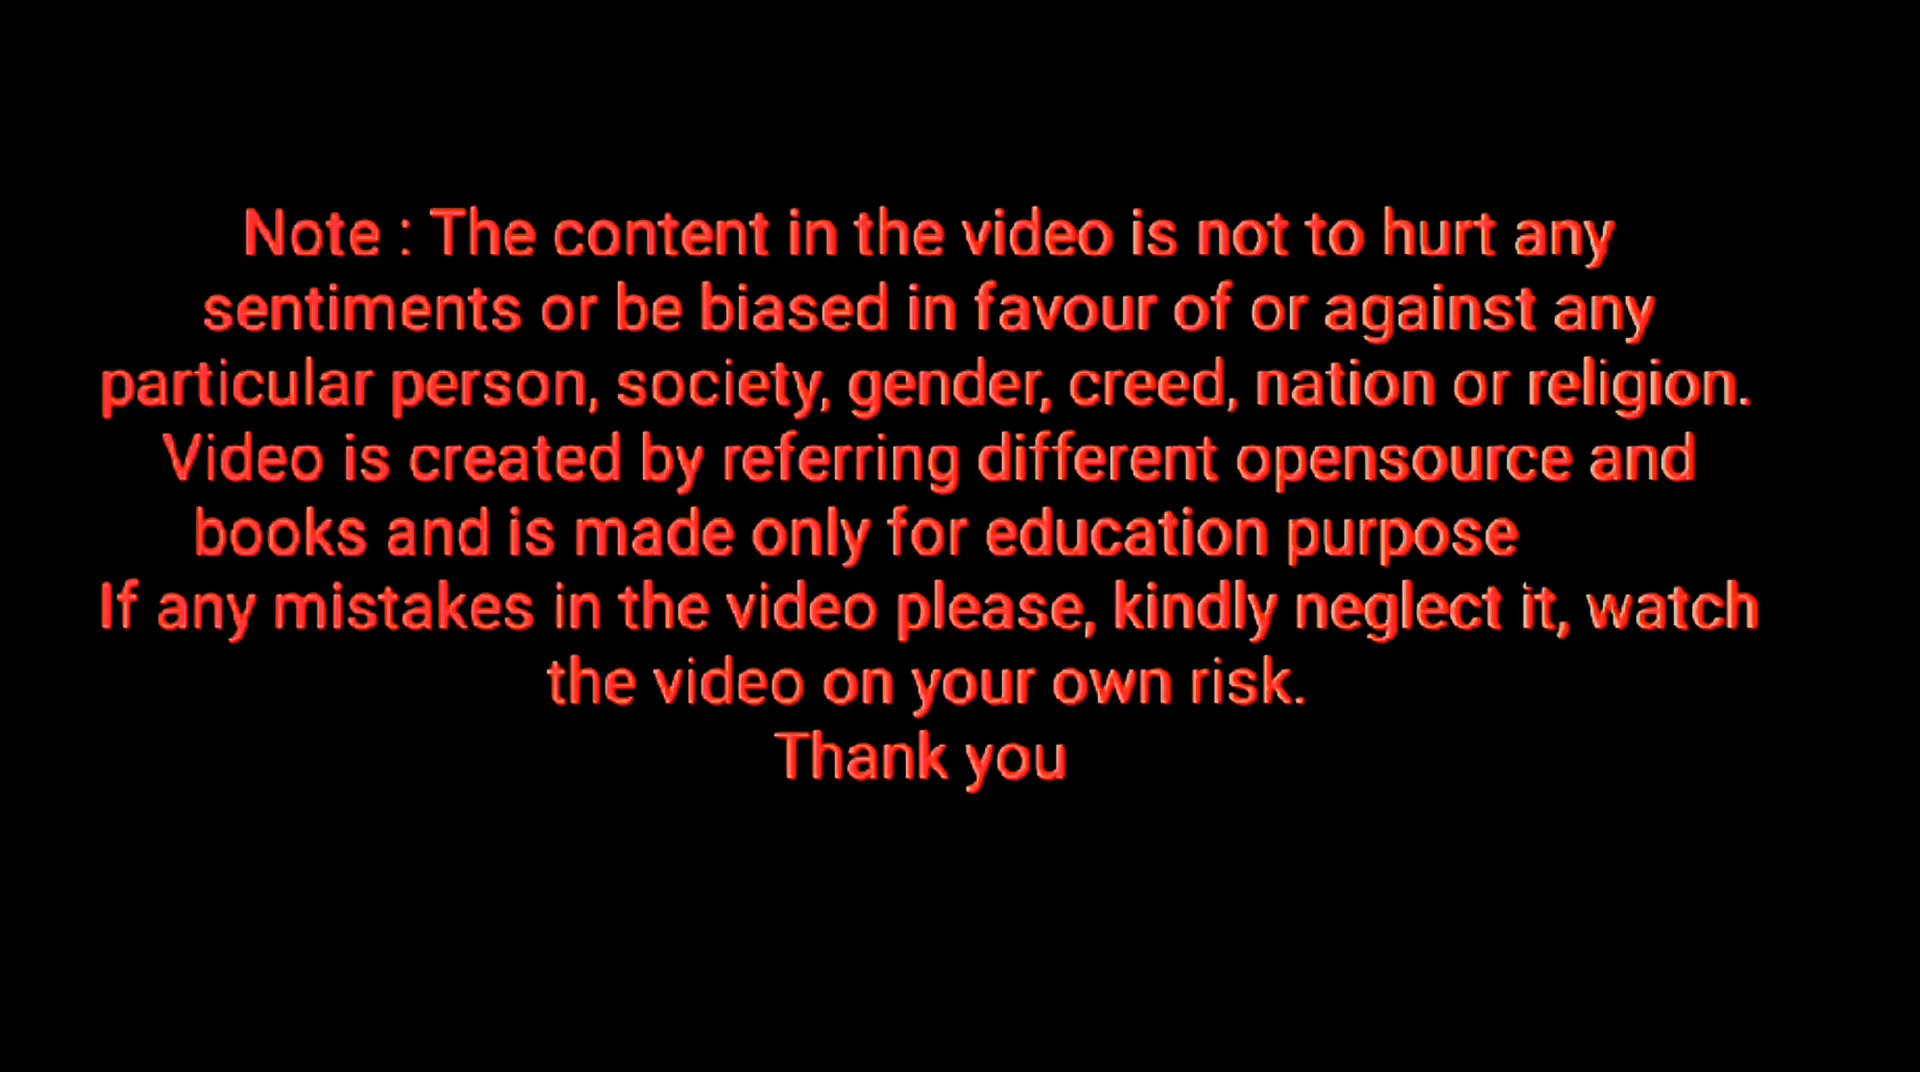 Note : The content in the video is not to hurt any
sentiments or be biased in favour of or against any
particular person, society, gender, creed, nation or religion.
Video is created by referring different opensource and
books and is made only for education purpose
If any mistakes in the video please, kindly neglect it, watch
the video on your own risk.
Thank you